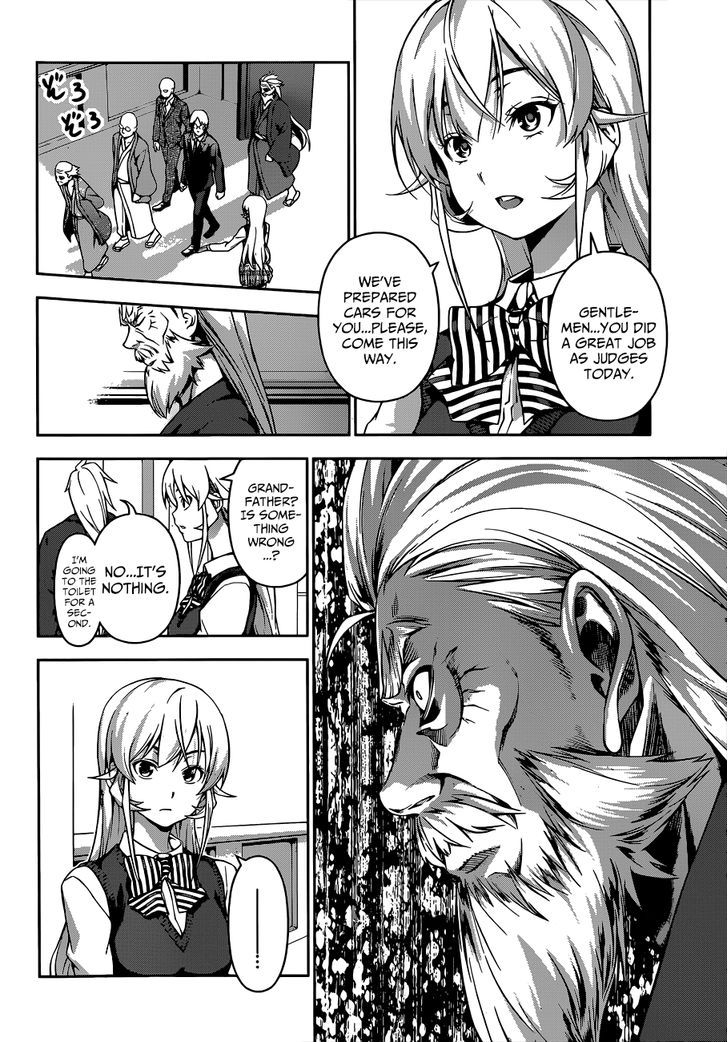 GENTLE-
MEN...YOU DID
A GREAT JOB
AS JUDGES
TODAY.
WE'VE
PREPARED
CARS FOR
YOU...PLEASE,
COME THIS
WAY.
ぞろ
ぞろ
GRAND-
FATHER?
IS SOME-
THING
WRONG
...?
NO...IT'S
NOTHING.
I'M
GOING
TO THE
TOILET
FOR A
SEC-
OND.